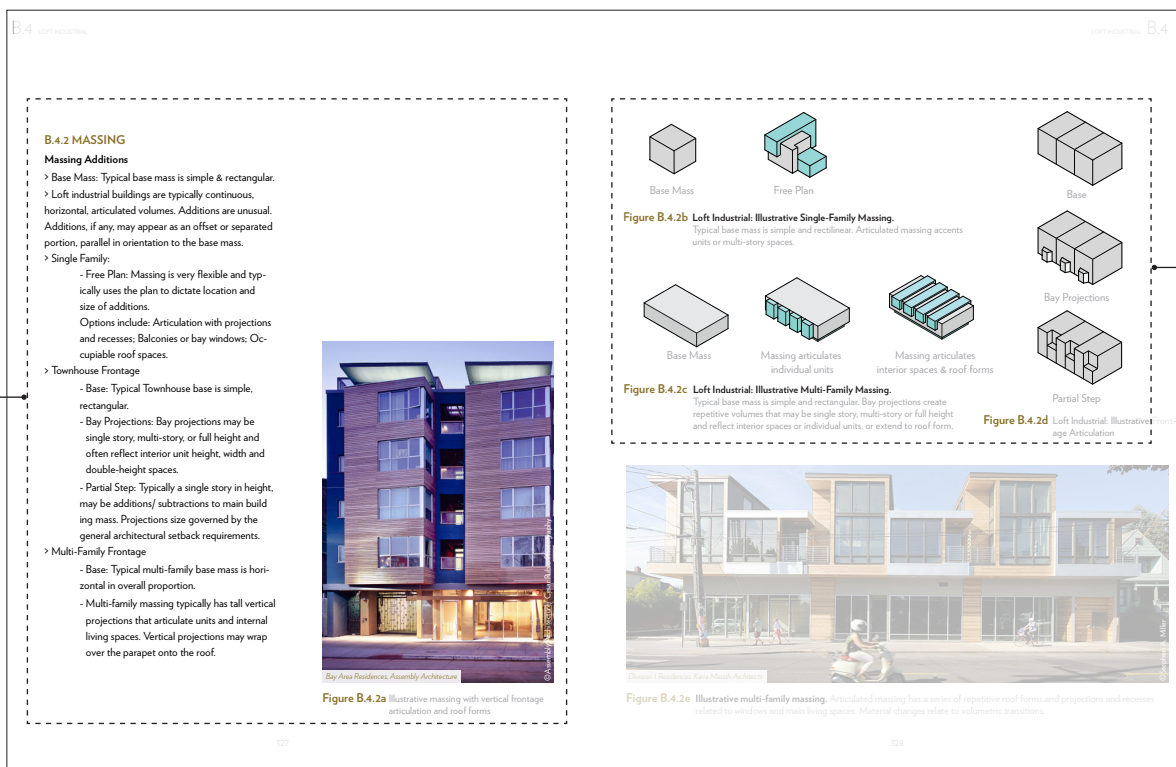 B.4 LOFT INDUSTRIAL
LOFT INDUSTRIAL B.4
B.4.2 MASSING
Massing Additions
> Base Mass: Typical base mass is simple & rectangular.
> Loft industrial buildings are typically continuous,
horizontal, articulated volumes. Additions are unusual.
Additions, if any, may appear as an offset or separated
portion, parallel in orientation to the base mass.
> Single Family:
- Free Plan: Massing is very flexible and typ-
ically uses the plan to dictate location and
size of additions.
Options include: Articulation with projections
and recesses; Balconies or bay windows; Oc-
cupiable roof spaces.
> Townhouse Frontage
- Base: Typical Townhouse base is simple,
rectangular.
- Bay Projections: Bay projections may be
single story, multi-story, or full height and
often reflect interior unit height, width and
double-height spaces.
- Partial Step: Typically a single story in height,
may be additions/ subtractions to main build
ing mass. Projections size governed by the
general architectural setback requirements.
> Multi-Family Frontage
- Base: Typical multi-family base mass is hori-
zontal in overall proportion.
- Multi-family massing typically has tall vertical
projections that articulate units and internal
living spaces. Vertical projections may wrap
over the parapet onto the roof.
Bay Area Residences, Assembly Architecture
Figure B.4.2a Illustrative massing with vertical frontage
articulation and roof forms
327
Base Mass
Free Plan
Figure B.4.2b Loft Industrial: Illustrative Single-Family Massing.
Typical base mass is simple and rectilinear. Articulated massing accents
units or multi-story spaces.
Base Mass
Massing articulates
individual units
Massing articulates
interior spaces & roof forms
Figure B.4.2c Loft Industrial: Illustrative Multi-Family Massing.
Typical base mass is simple and rectangular. Bay projections create
repetitive volumes that may be single story, multi-story or full height
and reflect interior spaces or individual units, or extend to roof form.
Base
Bay Projections
Partial Step
Figure B.4.2d Loft Industrial: Illustrative Front-
age Articulation
Figure B.4.2e Illustrative multi-family massing. Articulated massing has a series of repetitive roof forms and projections and recesses
related to windows and main living spaces. Material changes relate to volumetric transitions.
328